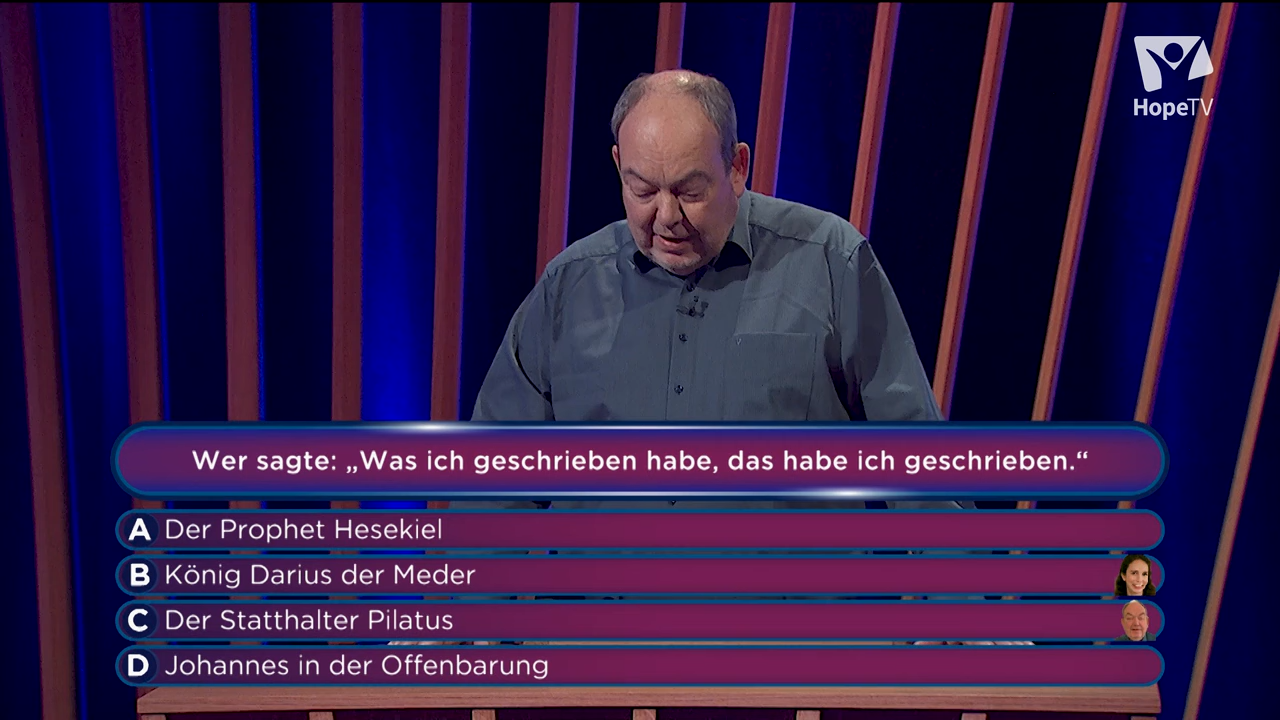 HopeTV
Wer sagte: „Was ich geschrieben habe, das habe ich geschrieben.“
A Der Prophet Hesekiel
B König Darius der Meder
C Der Statthalter Pilatus
D Johannes in der Offenbarung